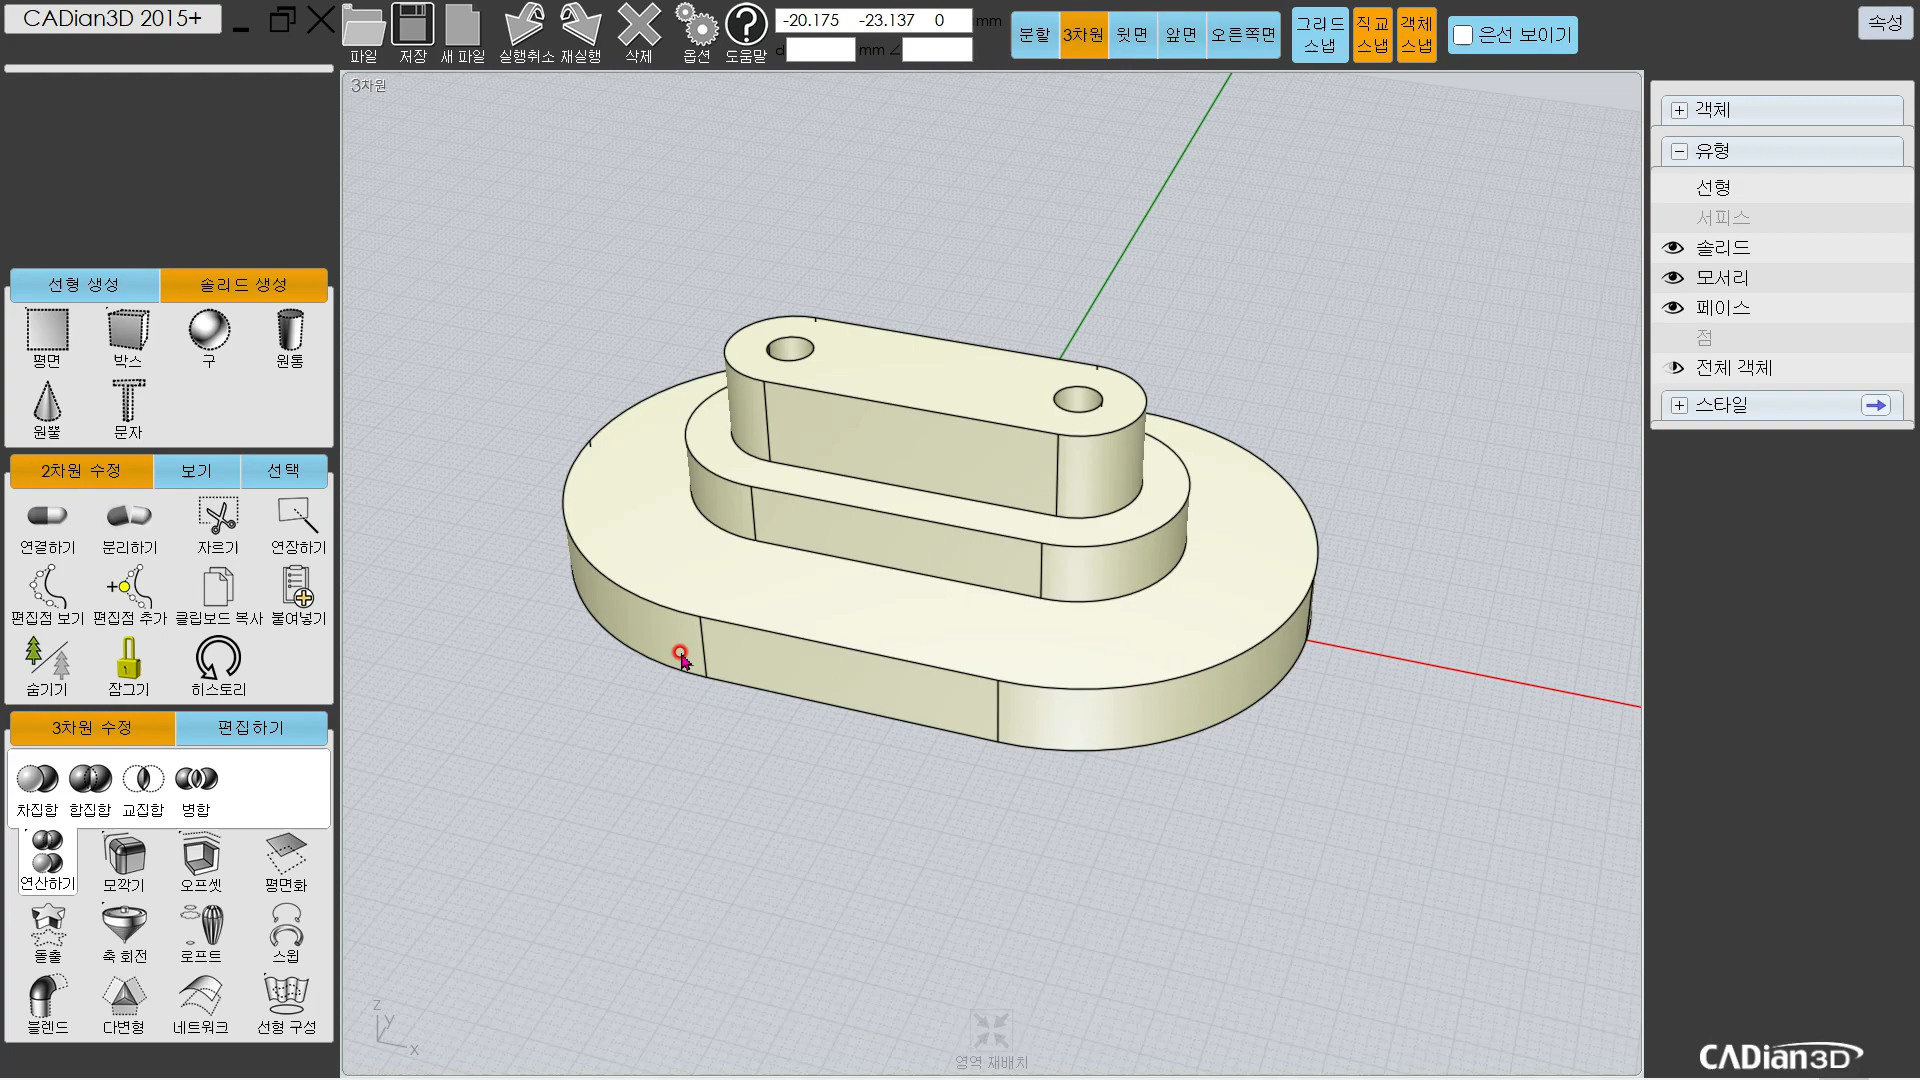 CADian3D 2015+
파일
저장
새 파일
실행취소
재실행
삭제
옵션
도움말
-20.175 -23.137 0 mm
d mm ∠
분할
3차원
윗면
앞면
오른쪽면
그리드
스냅
직교
스냅
객체
스냅
은선 보이기
속성
3차원
선형 생성
솔리드 생성
평면
박스
구
원통
원뿔
문자
2차원 수정
보기
선택
연결하기
분리하기
자르기
연장하기
편집점 보기
편집점 추가
클립보드 복사
붙여넣기
숨기기
잠그기
히스토리
3차원 수정
편집하기
차집합
합집합
교집합
병합
연산하기
모깍기
오프셋
평면화
돌출
축 회전
로프트
스윕
블렌드
다변형
네트워크
선형 구성
z
y
x
영역 재배치
객체
유형
선형
서피스
솔리드
모서리
페이스
점
전체 객체
스타일
CADian3D